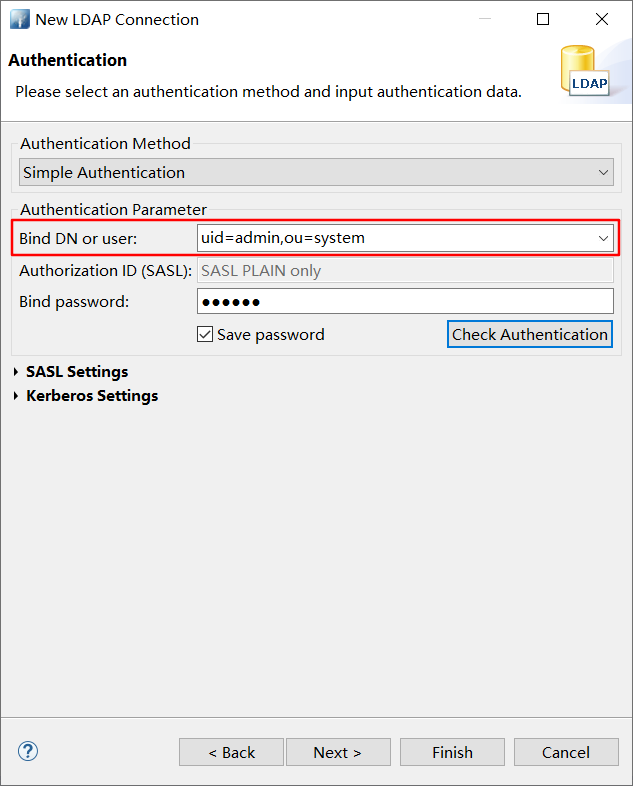 New LDAP Connection
Authentication
Please select an authentication method and input authentication data.
LDAP
Authentication Method
Simple Authentication
Authentication Parameter
Bind DN or user: uid=admin,ou=system
Authorization ID (SASL): SASL PLAIN only
Bind password: ●●●●●●
Save password Check Authentication
SASL Settings
Kerberos Settings
? < Back Next > Finish Cancel